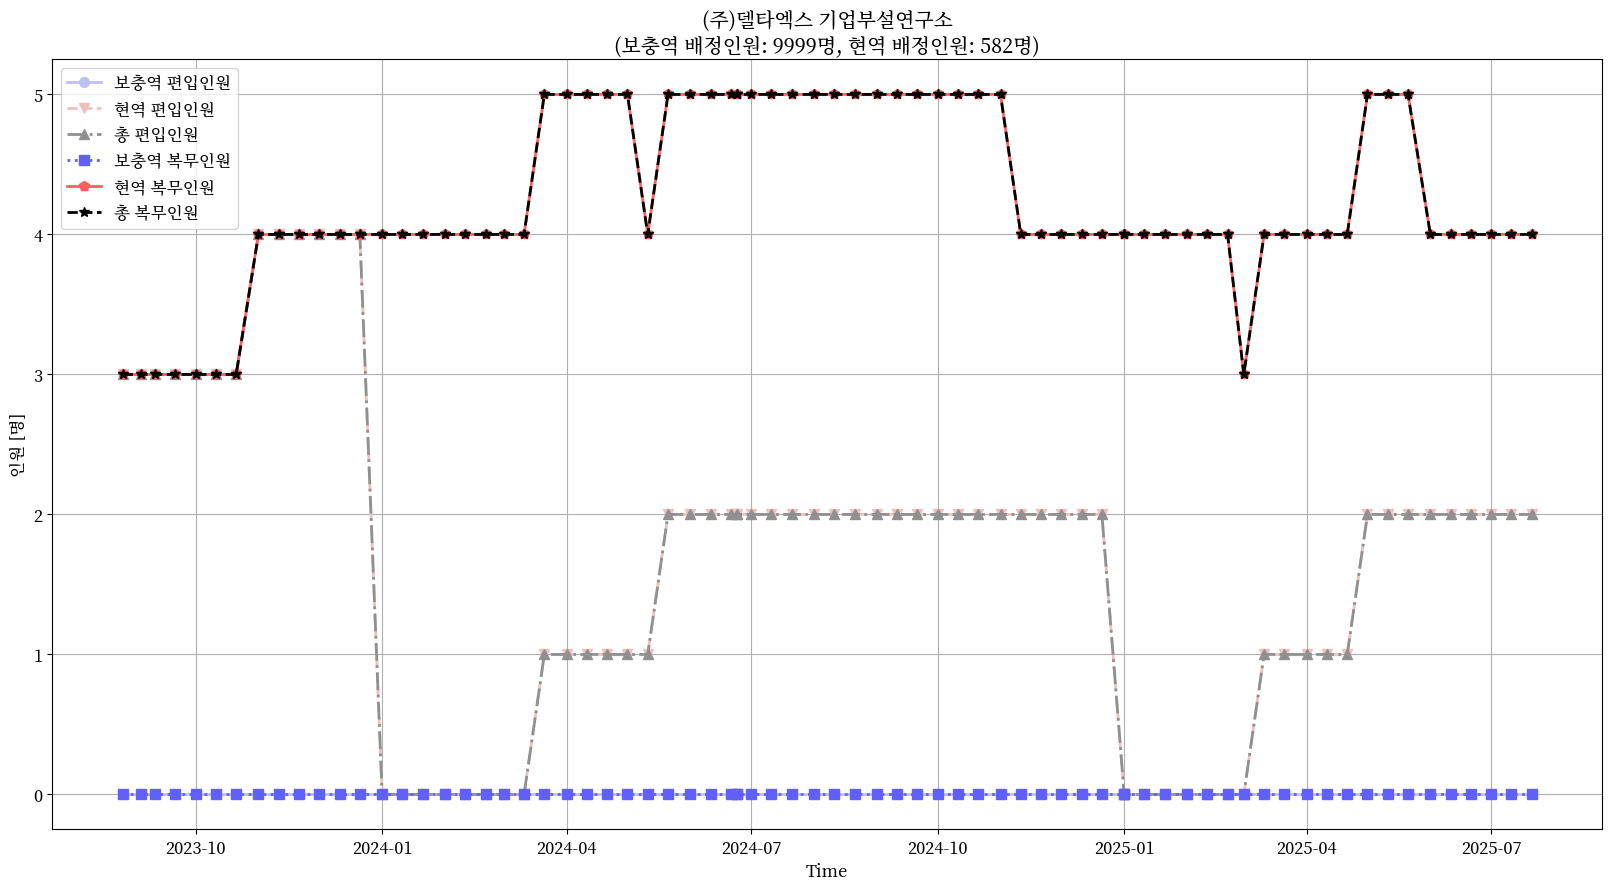 (주)델타엑스 기업부설연구소
(보충역 배정인원: 9999명, 현역 배정인원: 582명)
보충역 편입인원
현역 편입인원
총 편입인원
보충역 복무인원
현역 복무인원
총 복무인원
5
4
3
2
1
0
인원 [명]
2023-10
2024-01
2024-04
2024-07
2024-10
2025-01
2025-04
2025-07
Time